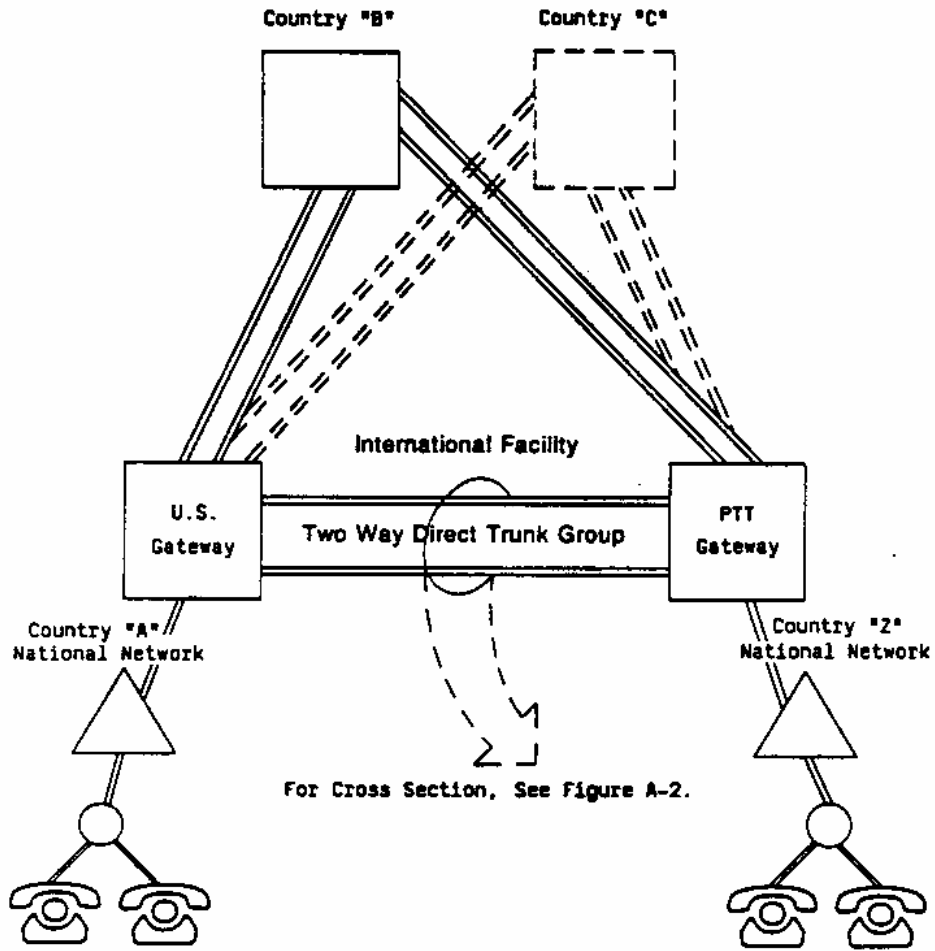 Country "B"
Country "C"
International Facility
U.S.
Gateway
Two Way Direct Trunk Group
PTT
Gateway
Country "A"
National Network
Country "Z"
National Network
For Cross Section, See Figure A-2.